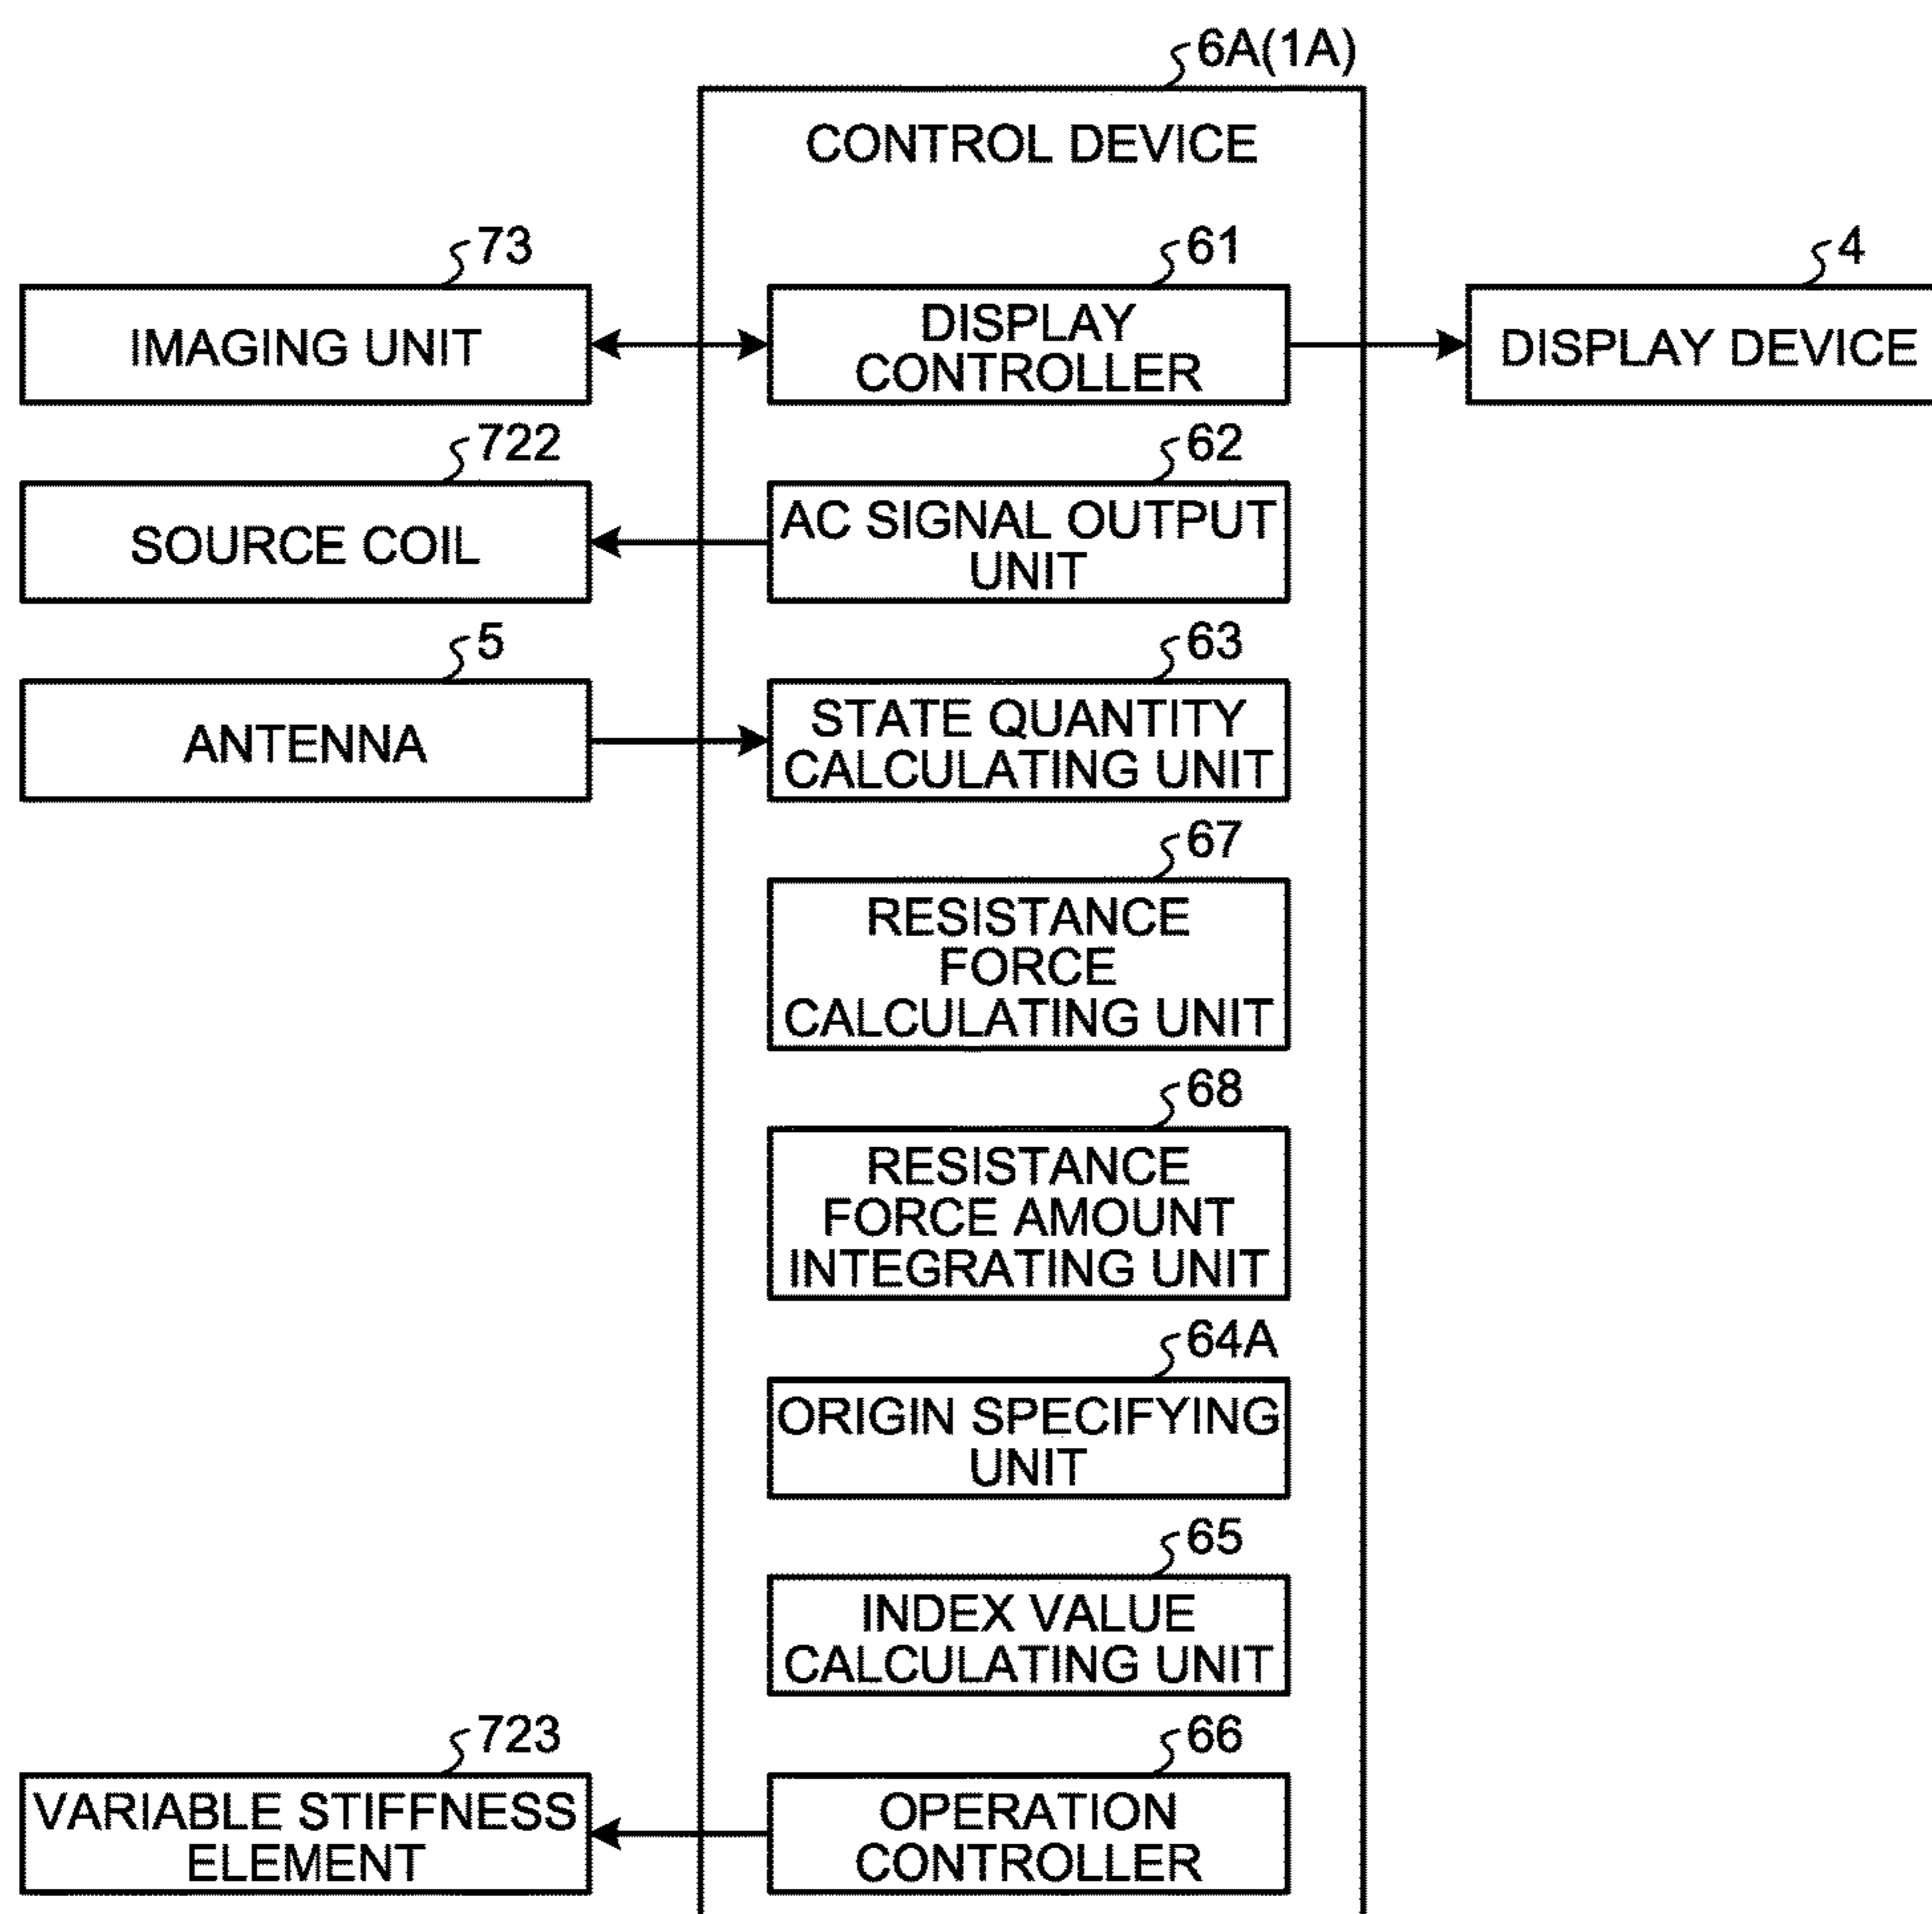 6A(1A)
CONTROL DEVICE
73
61
4
IMAGING UNIT
DISPLAY
CONTROLLER
DISPLAY DEVICE
722
62
SOURCE COIL
AC SIGNAL OUTPUT
UNIT
5
63
ANTENNA
STATE QUANTITY
CALCULATING UNIT
67
RESISTANCE
FORCE
CALCULATING UNIT
68
RESISTANCE
FORCE AMOUNT
INTEGRATING UNIT
64A
ORIGIN SPECIFYING
UNIT
65
INDEX VALUE
CALCULATING UNIT
723
66
VARIABLE STIFFNESS
ELEMENT
OPERATION
CONTROLLER